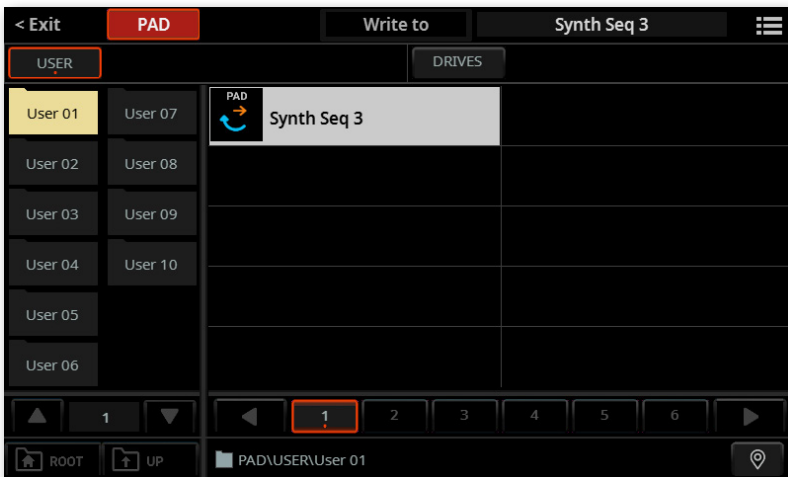 < Exit PAD Write to Synth Seq 3
USER DRIVES
User 01 User 07 PAD Synth Seq 3
User 02 User 08
User 03 User 09
User 04 User 10
User 05
User 06
1 1 2 3 4 5 6
ROOT UP PAD\USER\User 01